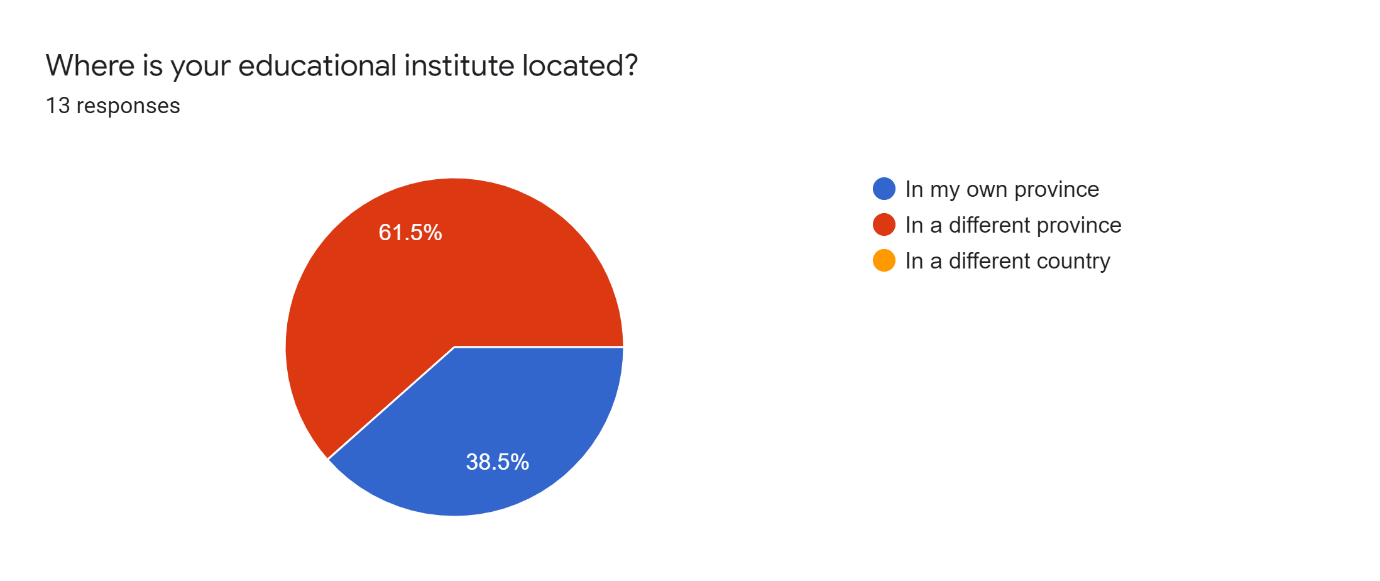 Where is your educational institute located?
13 responses
61.5%
38.5%
In my own province
In a different province
In a different country